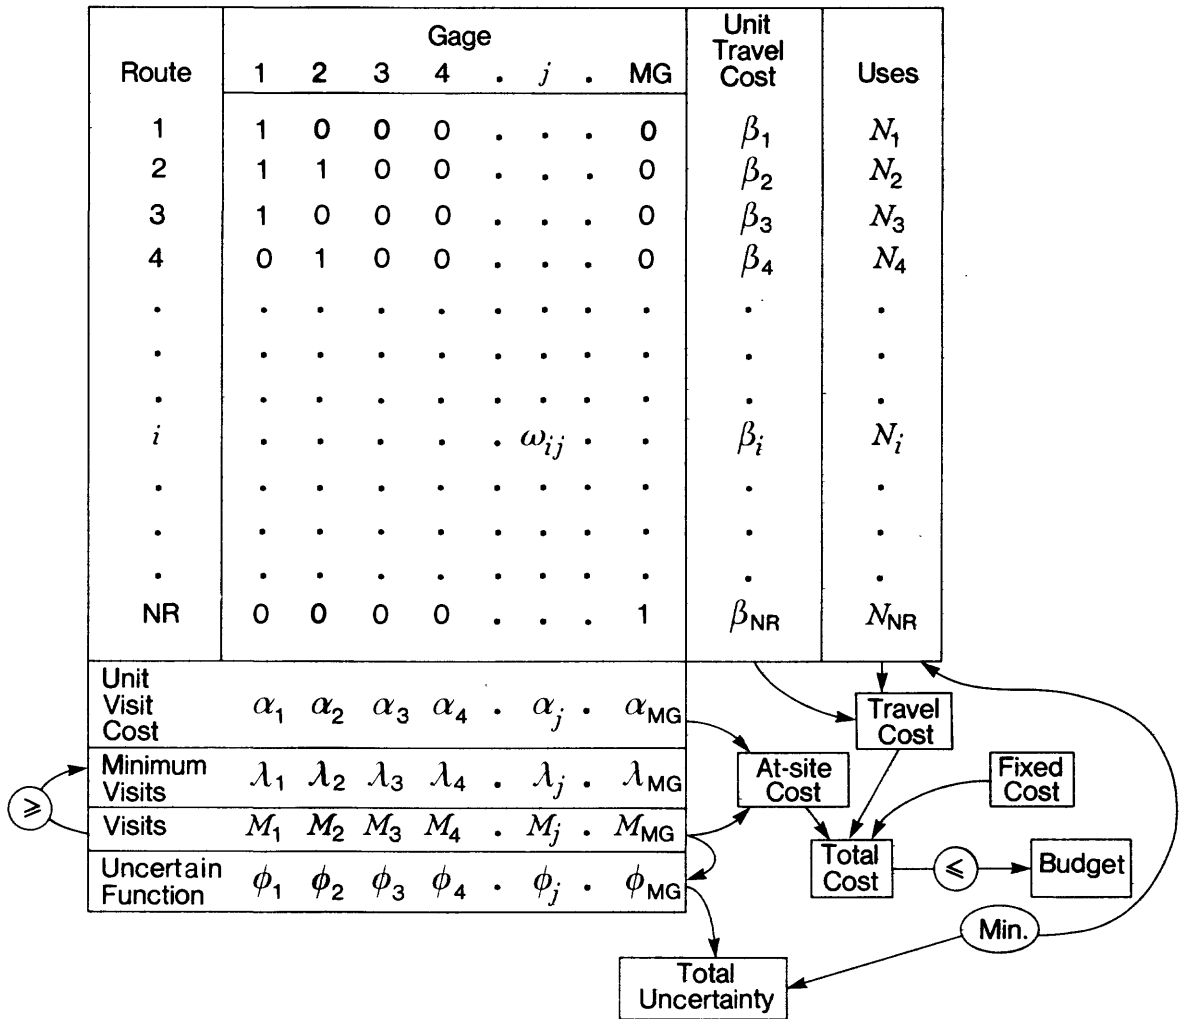 Route Gage Unit Travel Cost Uses
1 2 3 4 . j . MG
1 1 0 0 0 . . . 0 β1 N1
2 1 1 0 0 . . . 0 β2 N2
3 1 0 0 0 . . . 0 β3 N3
4 0 1 0 0 . . . 0 β4 N4
. . . . . . . . . . .
. . . . . . . . . . .
. . . . . . . . . . .
i . . . . . ωij . . βi Ni
. . . . . . . . . . .
. . . . . . . . . . .
. . . . . . . . . . .
NR 0 0 0 0 . . . 1 βNR NNR
Unit
Visit
Cost
α1 α2 α3 α4 . αj . αMG
Travel
Cost
Minimum
Visits
λ1 λ2 λ3 λ4 . λj . λMG
At-site
Cost
Fixed
Cost
⩾
Visits M1 M2 M3 M4 . Mj . MMG
Uncertain
Function
ϕ1 ϕ2 ϕ3 ϕ4 . ϕj . ϕMG
Total
Cost
⩽
Budget
Min.
Total
Uncertainty